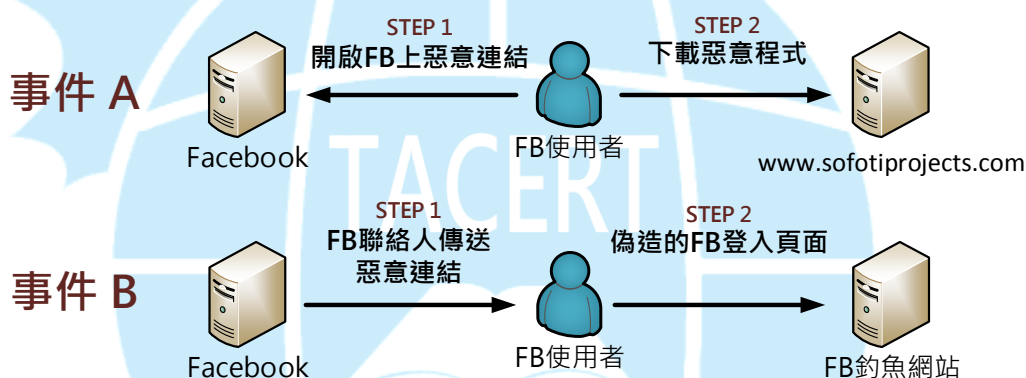 事件 A
STEP 1
開啟FB上惡意連結
STEP 2
下載惡意程式
Facebook
FB使用者
www.sofotiprojects.com
TACERT
事件 B
STEP 1
FB聯絡人傳送
惡意連結
STEP 2
偽造的FB登入頁面
Facebook
FB使用者
FB釣魚網站